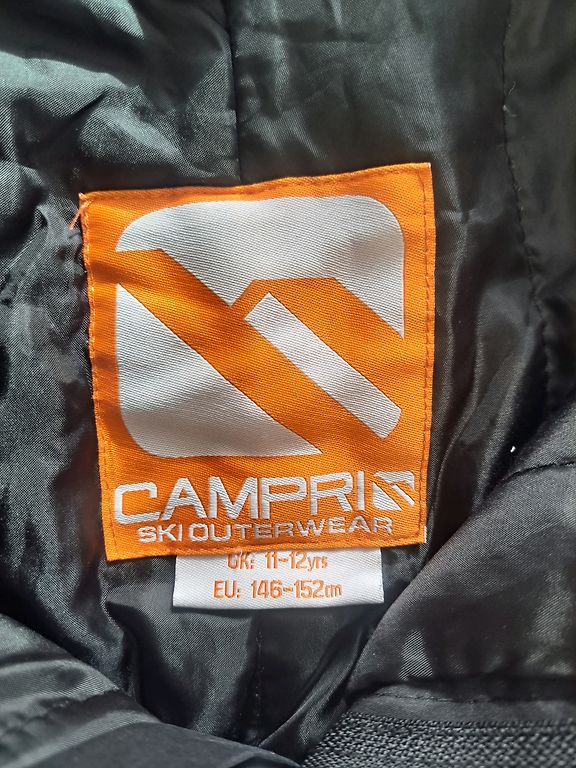 CAMPRI
SKI OUTERWEAR
UK: 11-12yrs
EU: 146-152cm